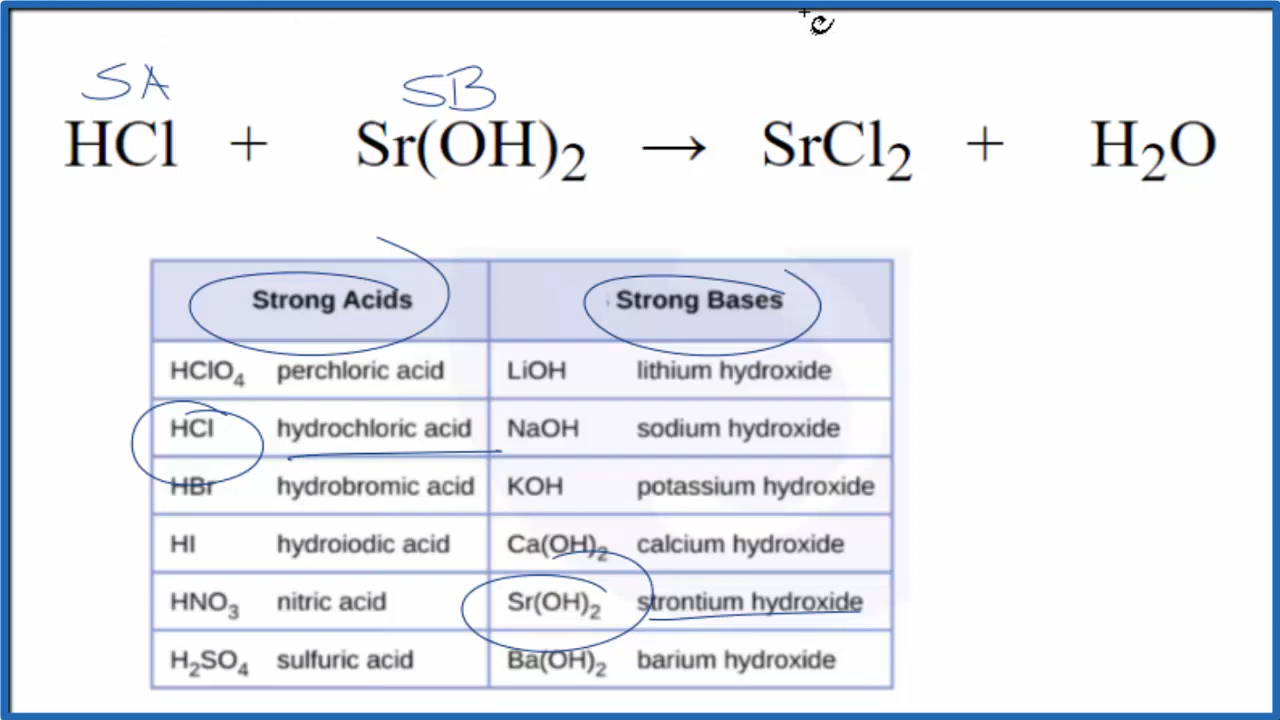 SA SB
HCl + Sr(OH)₂ → SrCl₂ + H₂O
Strong Acids Strong Bases
HClO₄ perchloric acid LiOH lithium hydroxide
HCl hydrochloric acid NaOH sodium hydroxide
HBr hydrobromic acid KOH potassium hydroxide
HI hydroiodic acid Ca(OH)₂ calcium hydroxide
HNO₃ nitric acid Sr(OH)₂ strontium hydroxide
H₂SO₄ sulfuric acid Ba(OH)₂ barium hydroxide